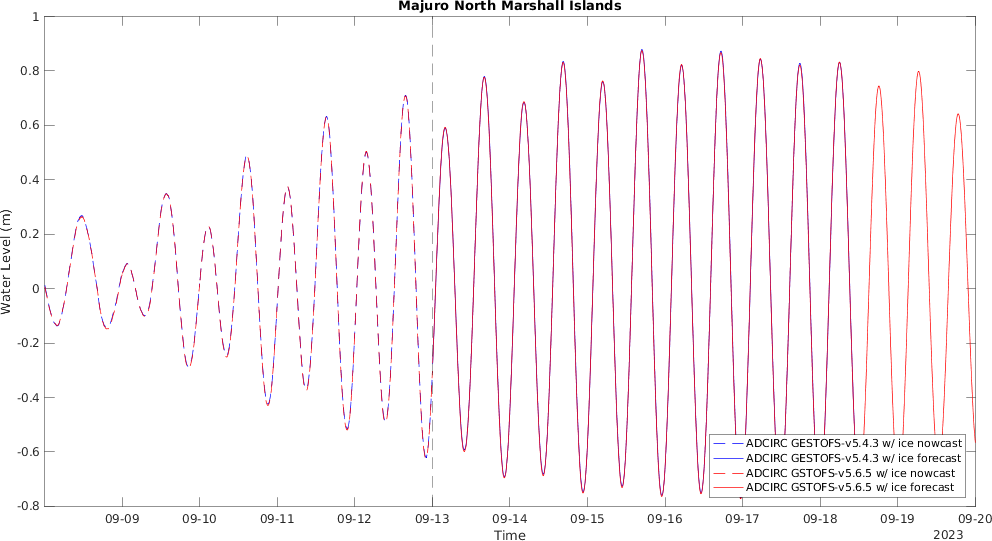 Majuro North Marshall Islands
1
0.8
0.6
0.4
0.2
0
-0.2
-0.4
-0.6
-0.8
Water Level (m)
ADCIRC GESTOFS-v5.4.3 w/ ice nowcast
ADCIRC GESTOFS-v5.4.3 w/ ice forecast
ADCIRC GSTOFS-v5.6.5 w/ ice nowcast
ADCIRC GSTOFS-v5.6.5 w/ ice forecast
09-09 09-10 09-11 09-12 09-13 09-14 09-15 09-16 09-17 09-18 09-19 09-20
Time
2023